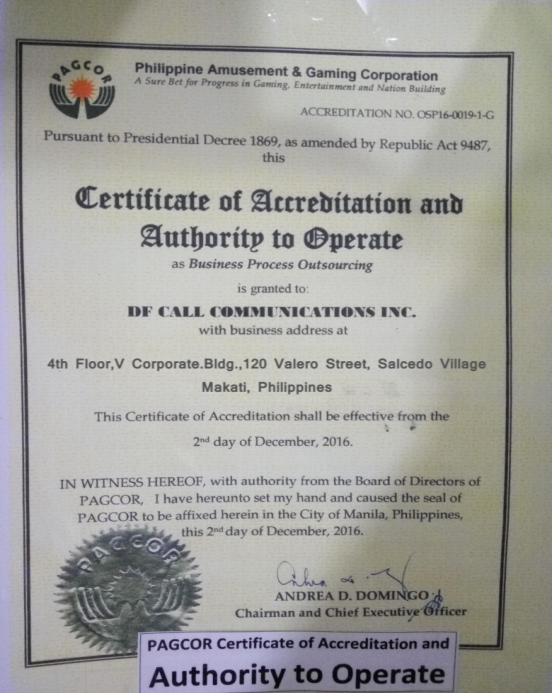 PAGCOR
Philippine Amusement & Gaming Corporation
A Sure Bet for Progress in Gaming, Entertainment and Nation Building
ACCREDITATION NO. OSP16-0019-1-G
Pursuant to Presidential Decree 1869, as amended by Republic Act 9487,
this
Certificate of Accreditation and
Authority to Operate
as Business Process Outsourcing
is granted to:
DF CALL COMMUNICATIONS INC.
with business address at
4th Floor,V Corporate.Bldg.,120 Valero Street, Salcedo Village
Makati, Philippines
This Certificate of Accreditation shall be effective from the
2nd day of December, 2016.
IN WITNESS HEREOF, with authority from the Board of Directors of
PAGCOR, I have hereunto set my hand and caused the seal of
PAGCOR to be affixed herein in the City of Manila, Philippines,
this 2nd day of December, 2016.
PAGCOR
ANDREA D. DOMINGO
Chairman and Chief Executive Officer
PAGCOR Certificate of Accreditation and
Authority to Operate